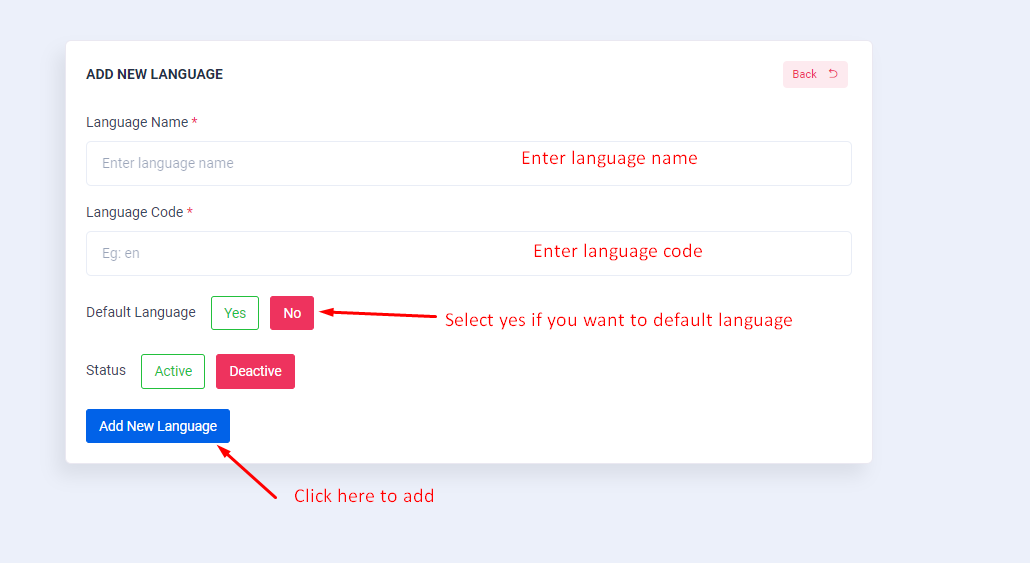 ADD NEW LANGUAGE
Back
Language Name *
Enter language name
Enter language name
Language Code *
Eg: en
Enter language code
Default Language Yes No
Select yes if you want to default language
Status Active Deactive
Add New Language
Click here to add